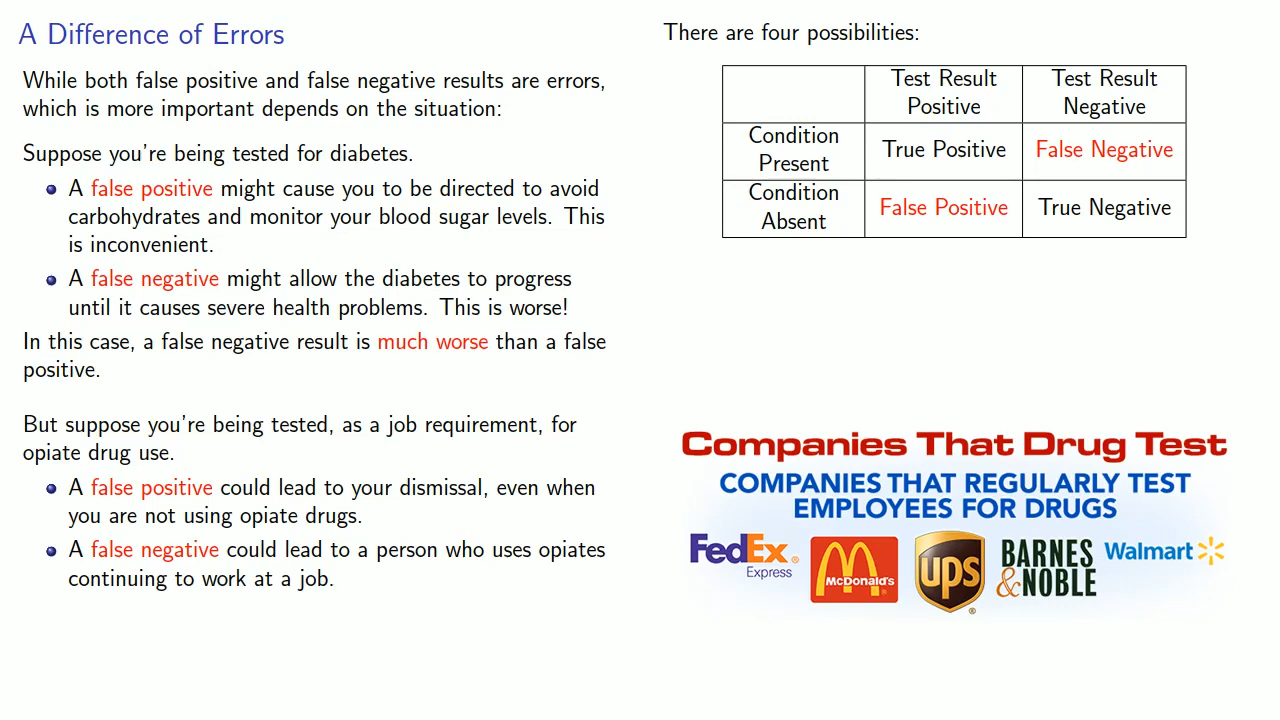 A Difference of Errors
While both false positive and false negative results are errors,
which is more important depends on the situation:
Suppose you're being tested for diabetes.
A false positive might cause you to be directed to avoid
carbohydrates and monitor your blood sugar levels. This
is inconvenient.
A false negative might allow the diabetes to progress
until it causes severe health problems. This is worse!
In this case, a false negative result is much worse than a false
positive.
But suppose you're being tested, as a job requirement, for
opiate drug use.
A false positive could lead to your dismissal, even when
you are not using opiate drugs.
A false negative could lead to a person who uses opiates
continuing to work at a job.
There are four possibilities:
Test Result Test Result
Positive Negative
Condition
Present True Positive False Negative
Condition
Absent False Positive True Negative
Companies That Drug Test
COMPANIES THAT REGULARLY TEST
EMPLOYEES FOR DRUGS
FedEx®
Express
McDonald's®
ups®
BARNES
&NOBLE
Walmart